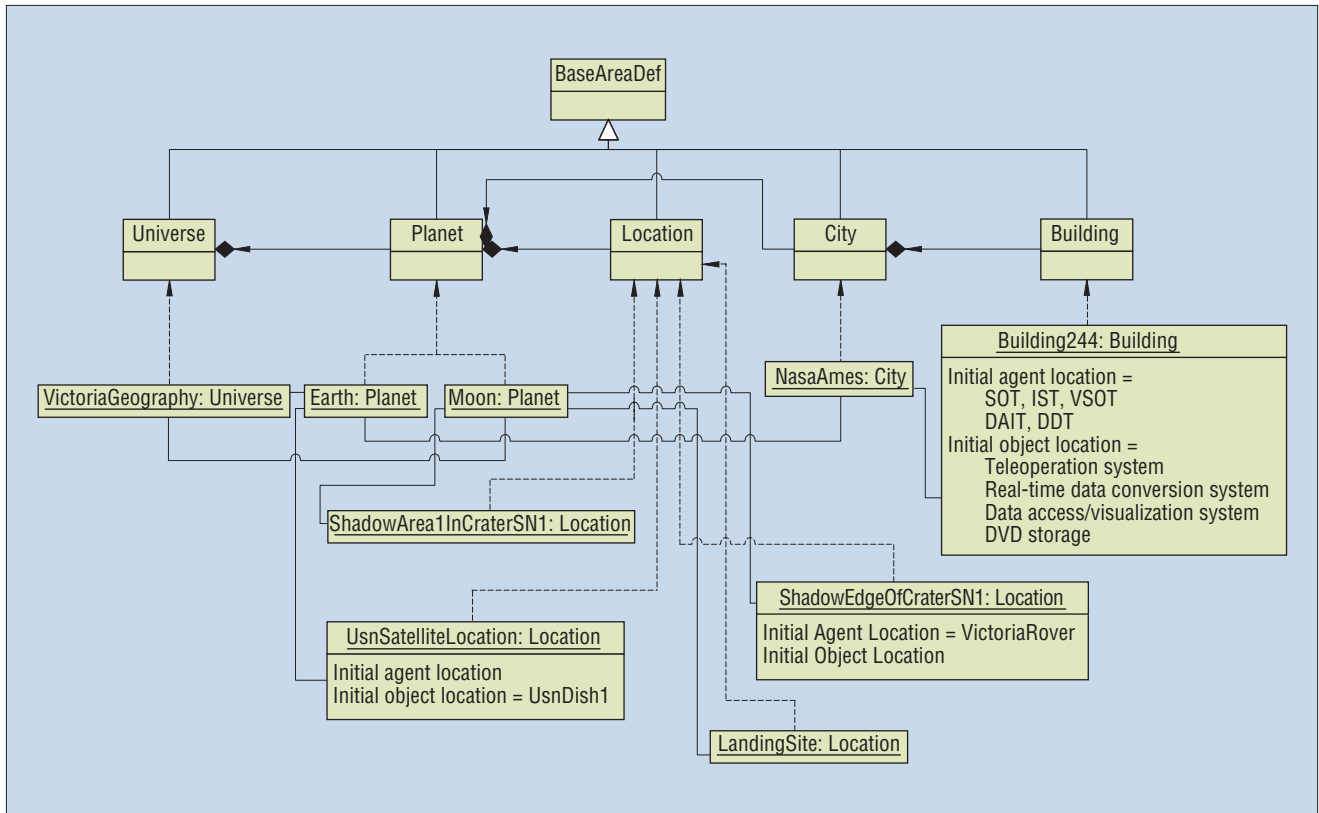 BaseAreaDef
Universe
Planet
Location
City
Building
Building244: Building
Initial agent location =
SOT, IST, VSOT
DAIT, DDT
Initial object location =
Teleoperation system
Real-time data conversion system
Data access/visualization system
DVD storage
NasaAmes: City
VictoriaGeography: Universe
Earth: Planet
Moon: Planet
ShadowArea1InCraterSN1: Location
ShadowEdgeOfCraterSN1: Location
Initial Agent Location = VictoriaRover
Initial Object Location
UsnSatelliteLocation: Location
Initial agent location
Initial object location = UsnDish1
LandingSite: Location